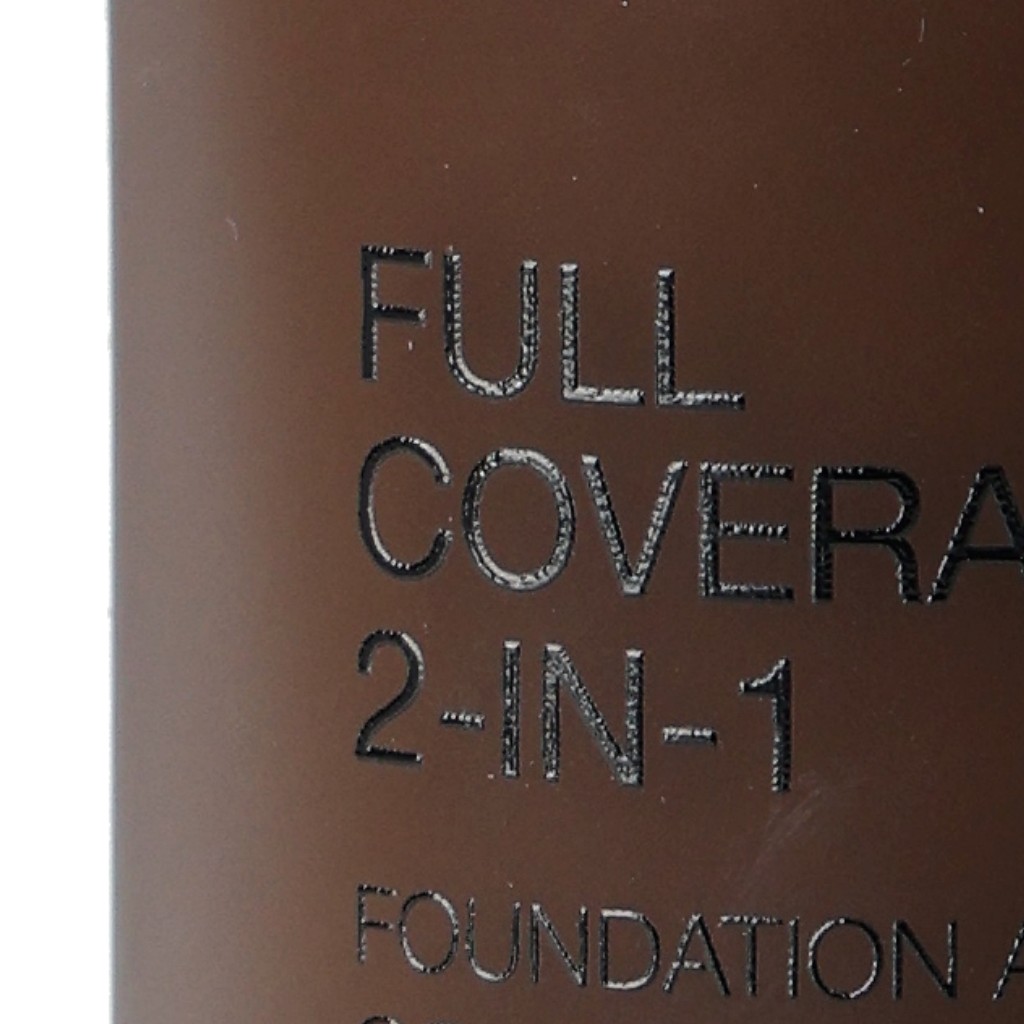 FULL
COVERA
2-IN-1
FOUNDATION A